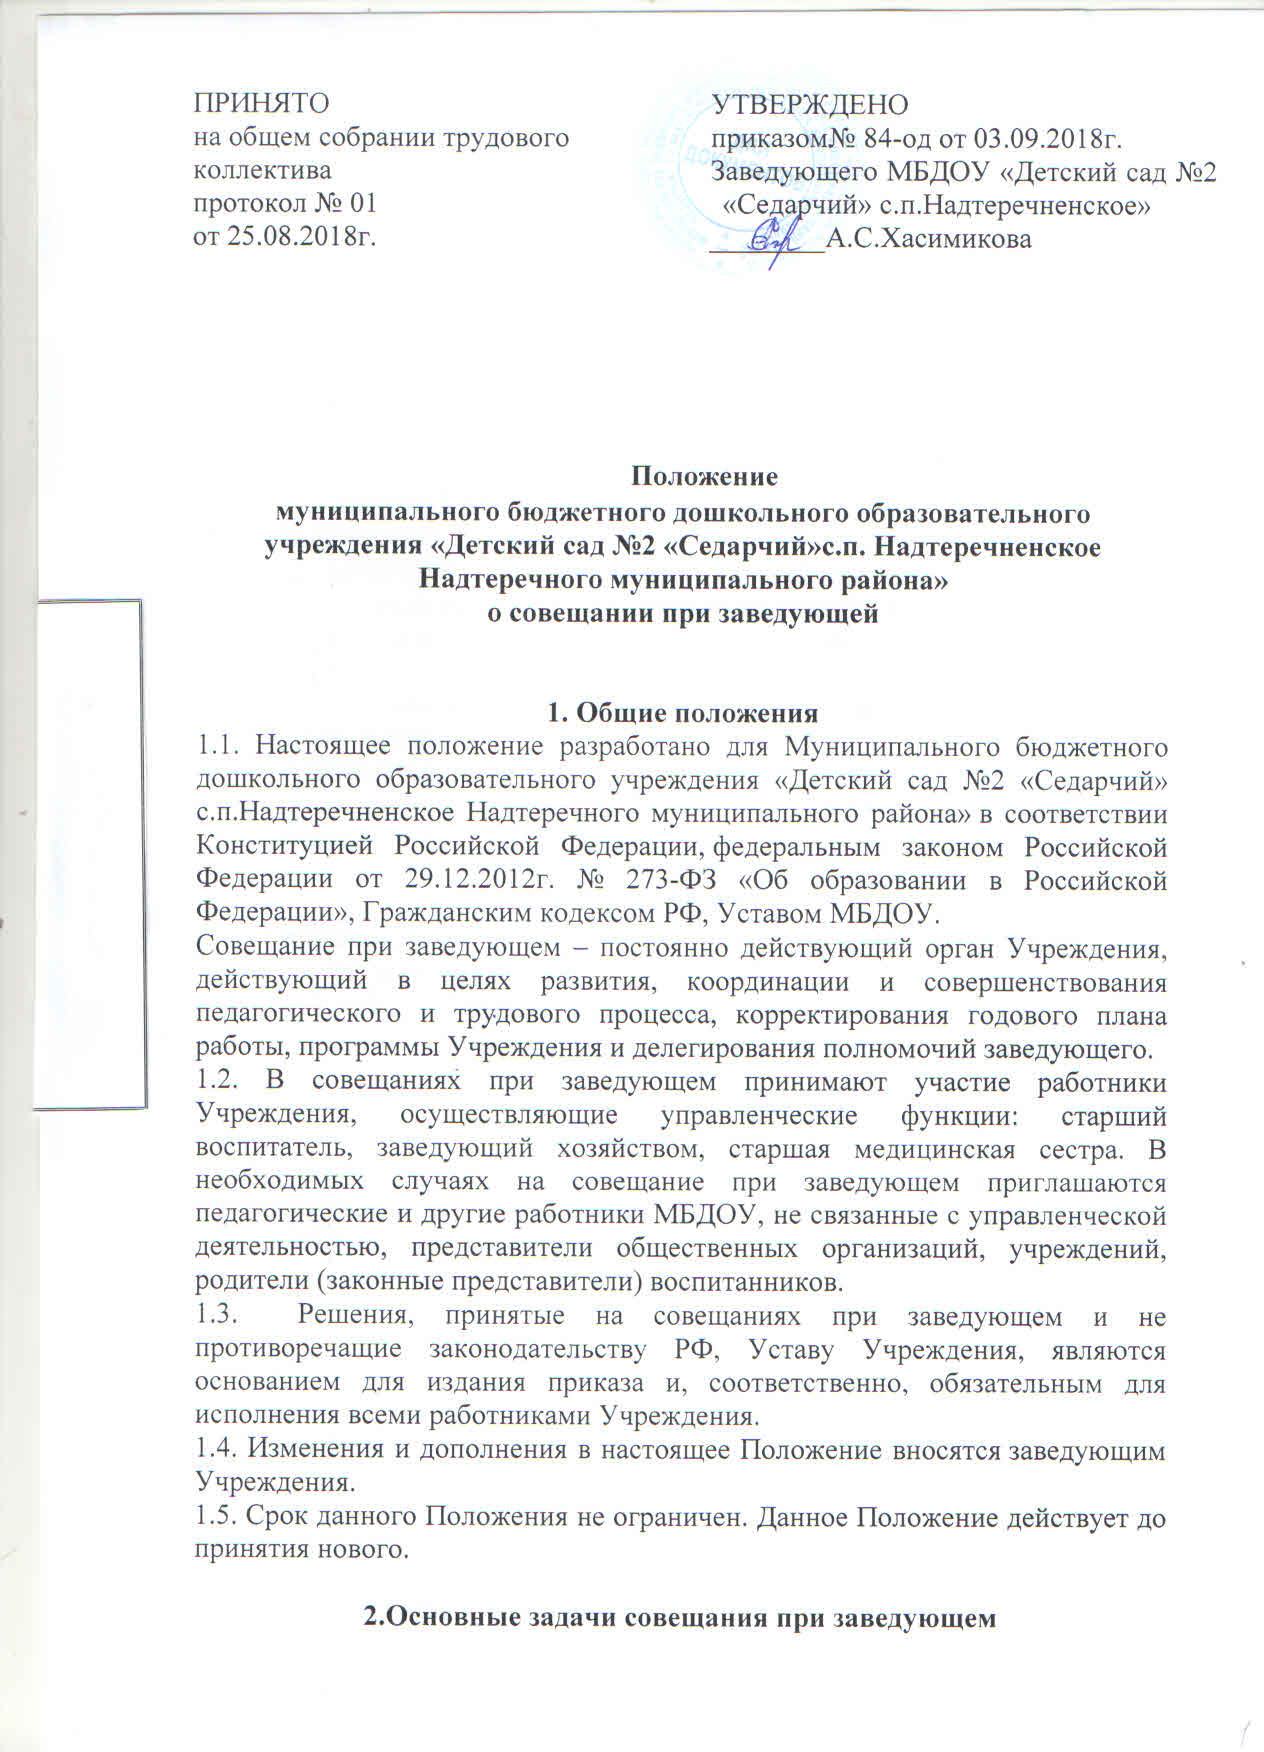 ПРИНЯТО
на общем собрании трудового
коллектива
протокол № 01
от 25.08.2018г.
УТВЕРЖДЕНО
приказом№ 84-од от 03.09.2018г.
Заведующего МБДОУ «Детский сад №2
«Седарчий» с.п.Надтеречненское»
________А.С.Хасимикова
Положение
муниципального бюджетного дошкольного образовательного
учреждения «Детский сад №2 «Седарчий»с.п. Надтеречненское
Надтеречного муниципального района»
о совещании при заведующей
1. Общие положения
1.1. Настоящее положение разработано для Муниципального бюджетного
дошкольного образовательного учреждения «Детский сад №2 «Седарчий»
с.п.Надтеречненское Надтеречного муниципального района» в соответствии
Конституцией Российской Федерации, федеральным законом Российской
Федерации от 29.12.2012г. № 273-ФЗ «Об образовании в Российской
Федерации», Гражданским кодексом РФ, Уставом МБДОУ.
Совещание при заведующем – постоянно действующий орган Учреждения,
действующий в целях развития, координации и совершенствования
педагогического и трудового процесса, корректирования годового плана
работы, программы Учреждения и делегирования полномочий заведующего.
1.2. В совещаниях при заведующем принимают участие работники
Учреждения, осуществляющие управленческие функции: старший
воспитатель, заведующий хозяйством, старшая медицинская сестра. В
необходимых случаях на совещание при заведующем приглашаются
педагогические и другие работники МБДОУ, не связанные с управленческой
деятельностью, представители общественных организаций, учреждений,
родители (законные представители) воспитанников.
1.3. Решения, принятые на совещаниях при заведующем и не
противоречащие законодательству РФ, Уставу Учреждения, являются
основанием для издания приказа и, соответственно, обязательным для
исполнения всеми работниками Учреждения.
1.4. Изменения и дополнения в настоящее Положение вносятся заведующим
Учреждения.
1.5. Срок данного Положения не ограничен. Данное Положение действует до
принятия нового.
2.Основные задачи совещания при заведующем